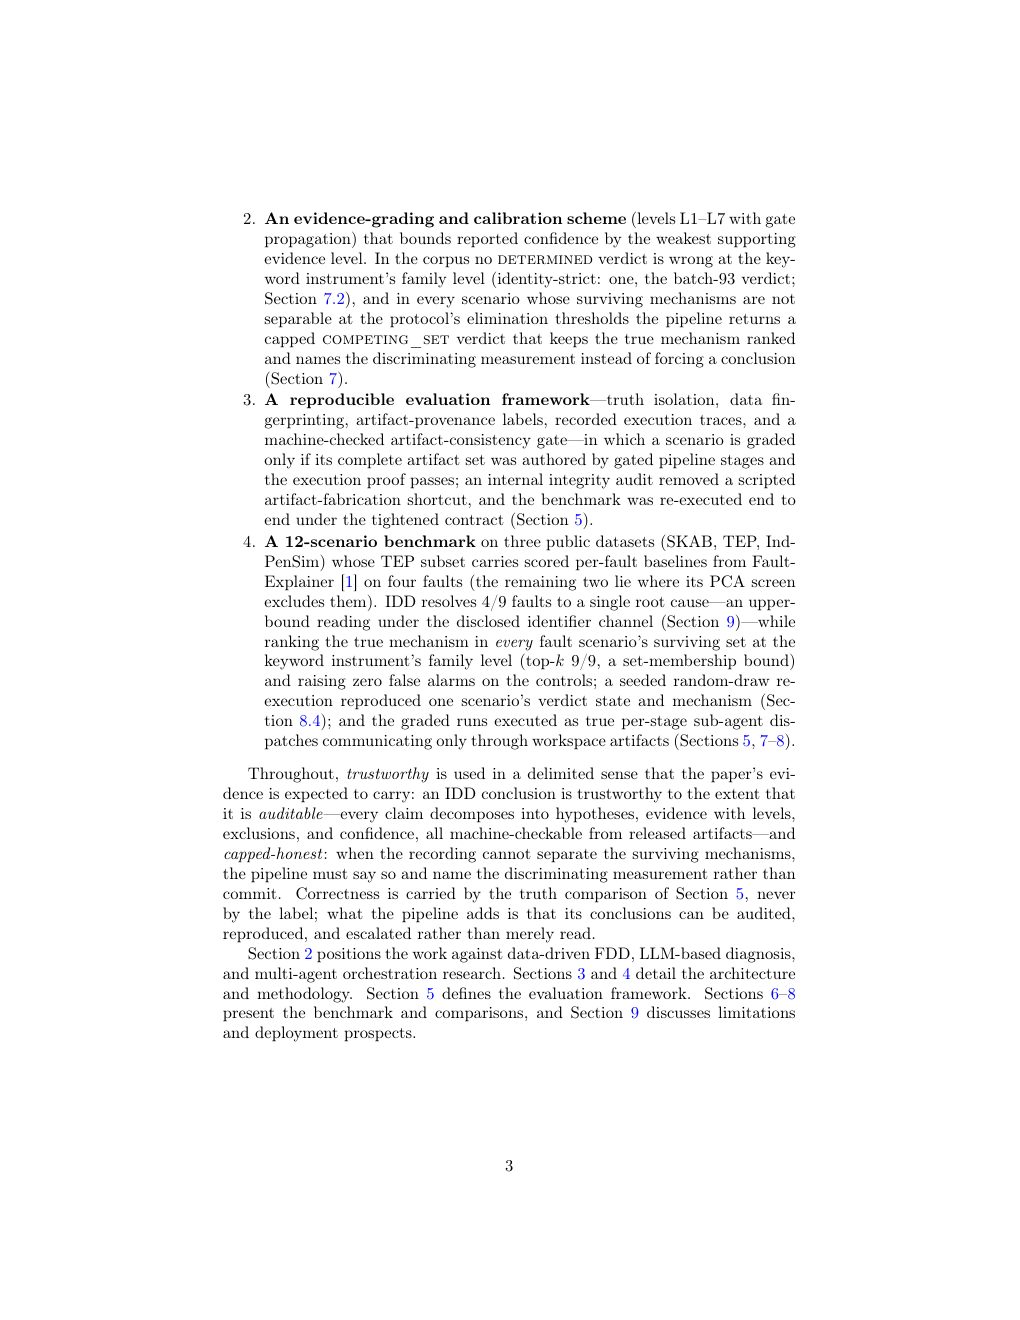 2. An evidence-grading and calibration scheme (levels L1–L7 with gate
propagation) that bounds reported confidence by the weakest supporting
evidence level. In the corpus no DETERMINED verdict is wrong at the key-
word instrument's family level (identity-strict: one, the batch-93 verdict;
Section 7.2), and in every scenario whose surviving mechanisms are not
separable at the protocol's elimination thresholds the pipeline returns a
capped COMPETING_SET verdict that keeps the true mechanism ranked
and names the discriminating measurement instead of forcing a conclusion
(Section 7).
3. A reproducible evaluation framework—truth isolation, data fin-
gerprinting, artifact-provenance labels, recorded execution traces, and a
machine-checked artifact-consistency gate—in which a scenario is graded
only if its complete artifact set was authored by gated pipeline stages and
the execution proof passes; an internal integrity audit removed a scripted
artifact-fabrication shortcut, and the benchmark was re-executed end to
end under the tightened contract (Section 5).
4. A 12-scenario benchmark on three public datasets (SKAB, TEP, Ind-
PenSim) whose TEP subset carries scored per-fault baselines from Fault-
Explainer [1] on four faults (the remaining two lie where its PCA screen
excludes them). IDD resolves 4/9 faults to a single root cause—an upper-
bound reading under the disclosed identifier channel (Section 9)—while
ranking the true mechanism in every fault scenario's surviving set at the
keyword instrument's family level (top-k 9/9, a set-membership bound)
and raising zero false alarms on the controls; a seeded random-draw re-
execution reproduced one scenario's verdict state and mechanism (Sec-
tion 8.4); and the graded runs executed as true per-stage sub-agent dis-
patches communicating only through workspace artifacts (Sections 5, 7–8).
Throughout, trustworthy is used in a delimited sense that the paper's evi-
dence is expected to carry: an IDD conclusion is trustworthy to the extent that
it is auditable—every claim decomposes into hypotheses, evidence with levels,
exclusions, and confidence, all machine-checkable from released artifacts—and
capped-honest: when the recording cannot separate the surviving mechanisms,
the pipeline must say so and name the discriminating measurement rather than
commit. Correctness is carried by the truth comparison of Section 5, never
by the label; what the pipeline adds is that its conclusions can be audited,
reproduced, and escalated rather than merely read.
Section 2 positions the work against data-driven FDD, LLM-based diagnosis,
and multi-agent orchestration research. Sections 3 and 4 detail the architecture
and methodology. Section 5 defines the evaluation framework. Sections 6–8
present the benchmark and comparisons, and Section 9 discusses limitations
and deployment prospects.
3